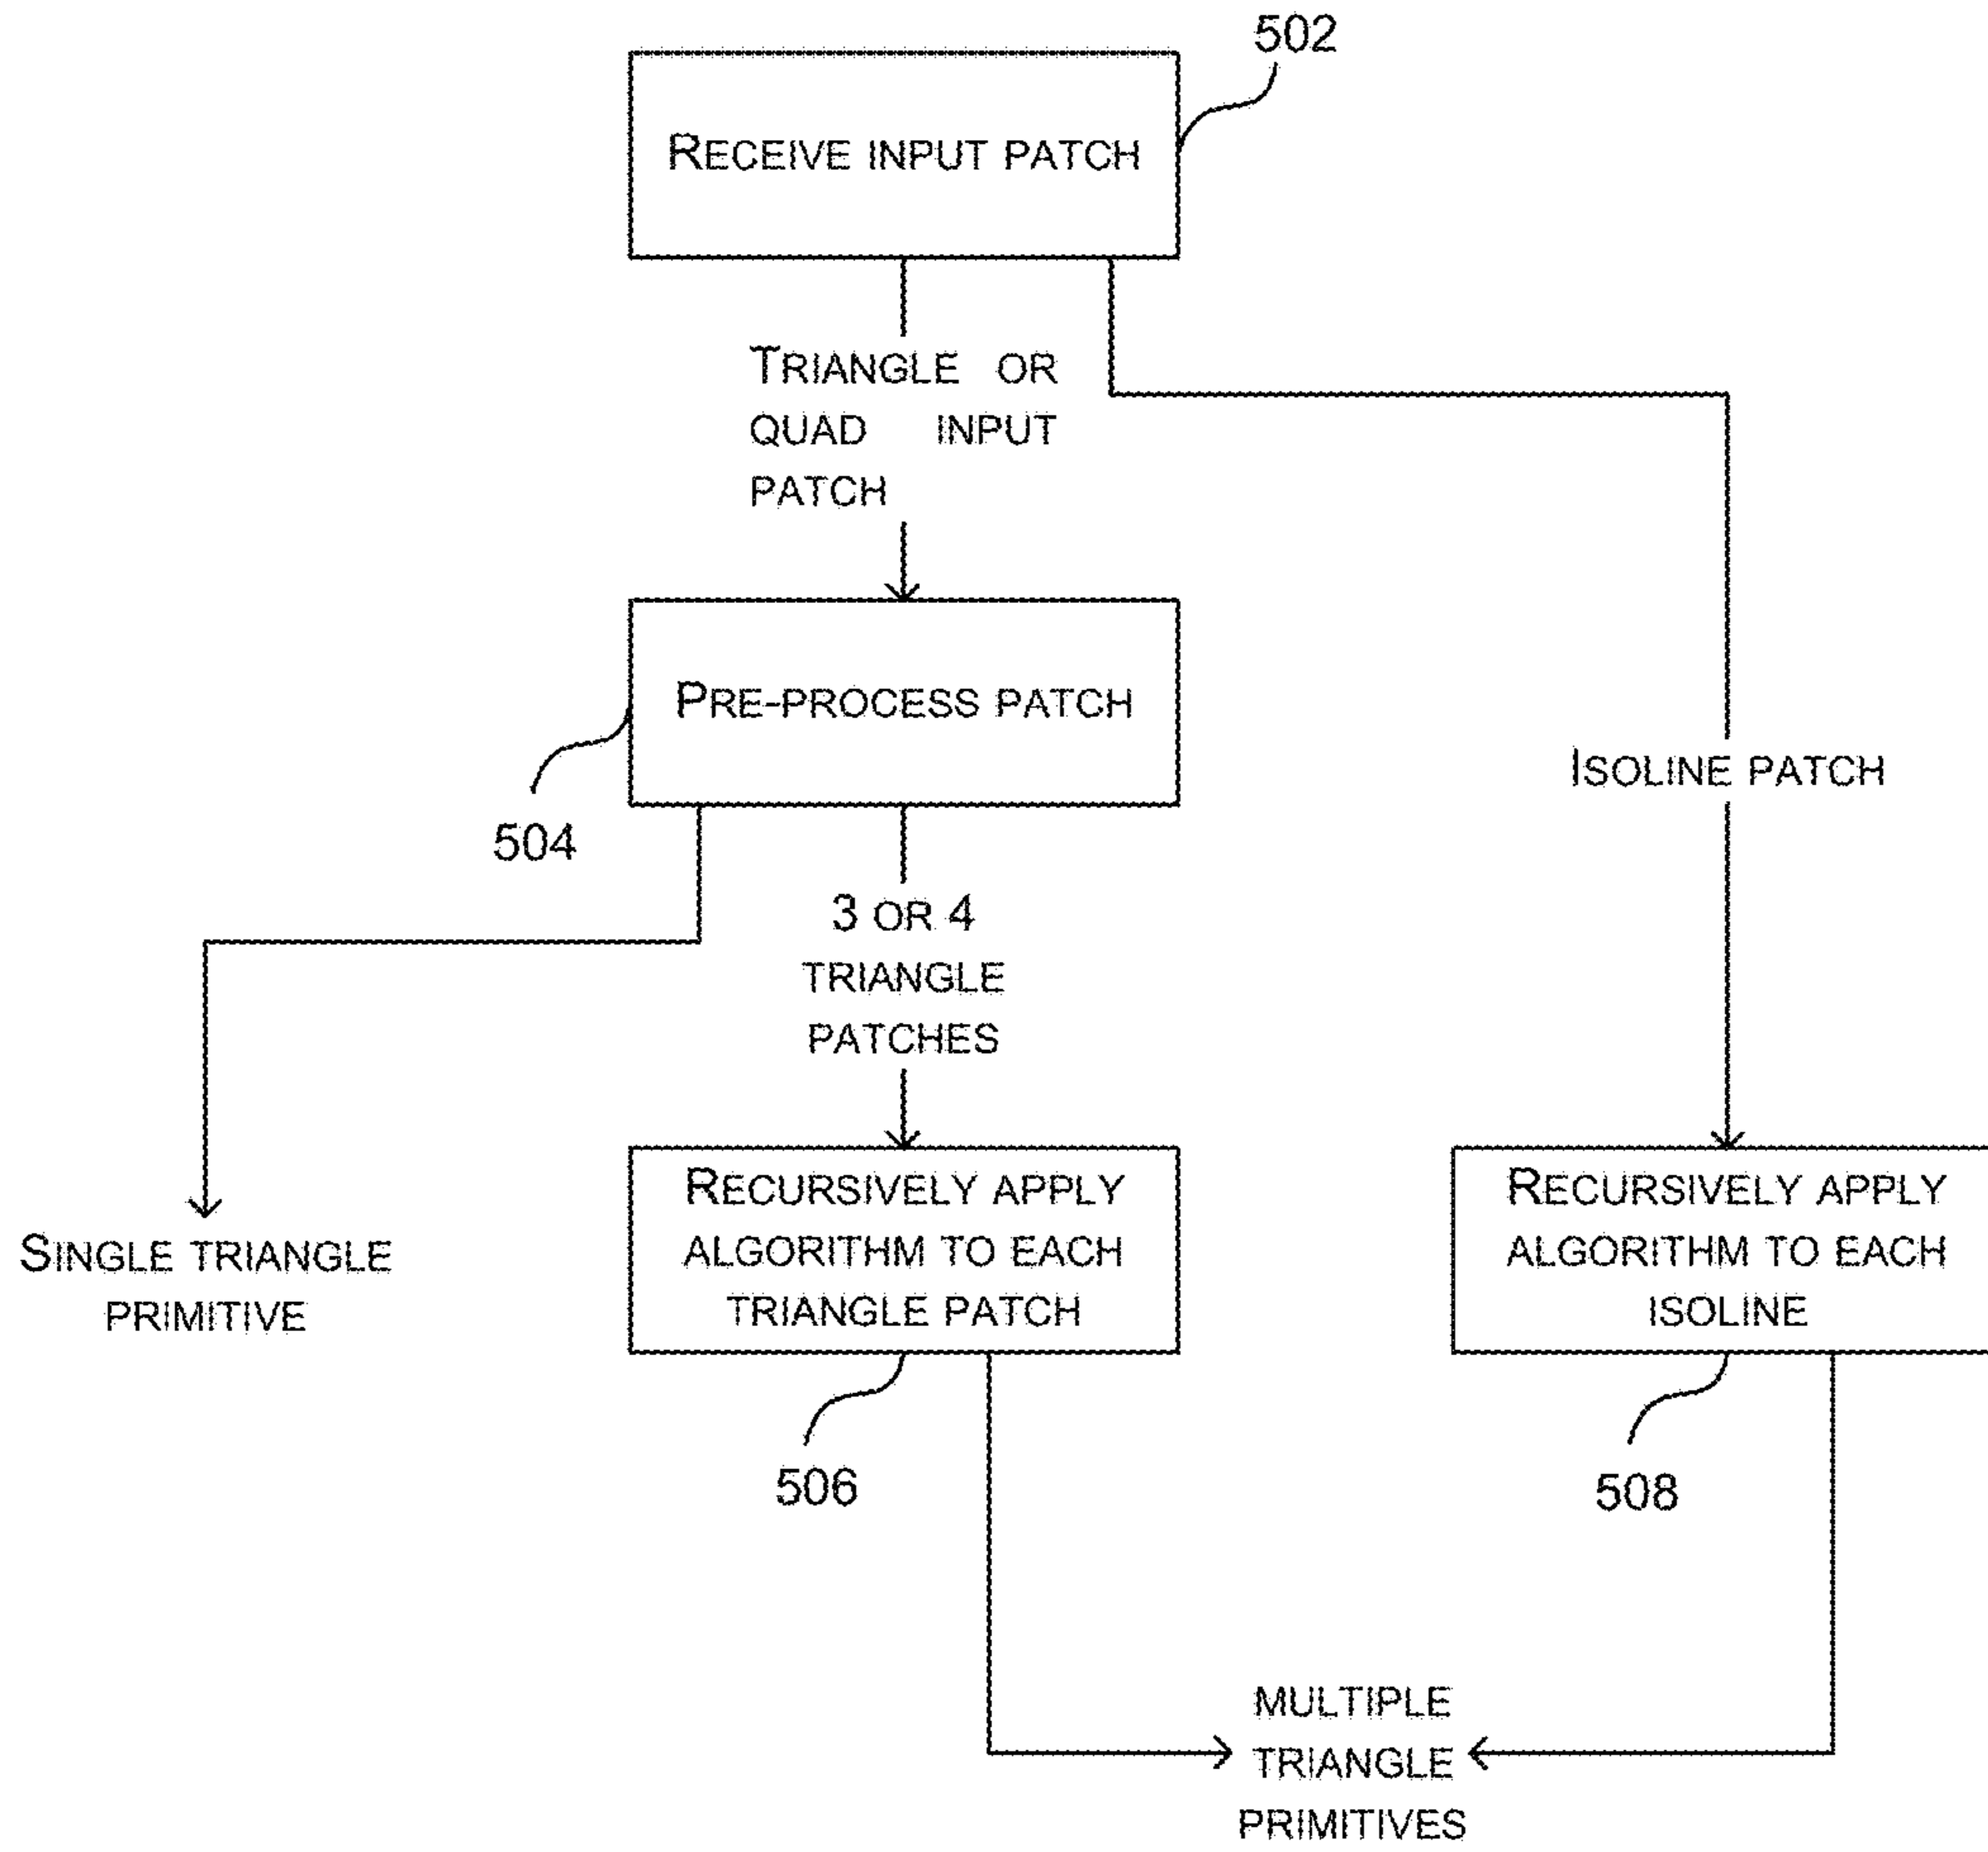 502
RECEIVE INPUT PATCH
TRIANGLE OR
QUAD INPUT
PATCH
PRE-PROCESS PATCH
504
ISOLINE PATCH
3 OR 4
TRIANGLE
PATCHES
SINGLE TRIANGLE
PRIMITIVE
RECURSIVELY APPLY
ALGORITHM TO EACH
TRIANGLE PATCH
506
RECURSIVELY APPLY
ALGORITHM TO EACH
ISOLINE
508
MULTIPLE
TRIANGLE
PRIMITIVES